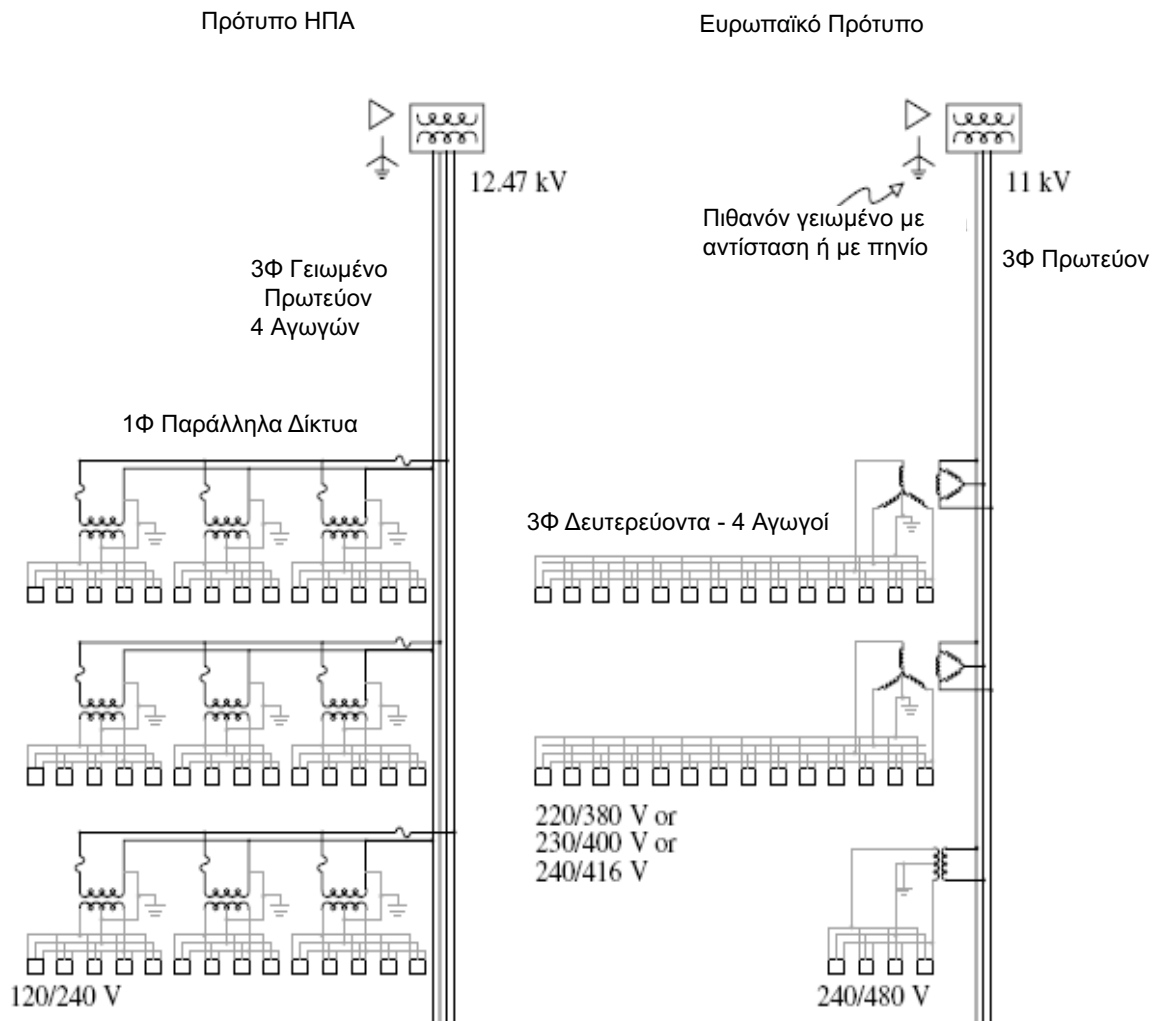 Πρότυπο ΗΠΑ
Ευρωπαϊκό Πρότυπο
12.47 kV
11 kV
Πιθανόν γειωμένο με
αντίσταση ή με πηνίο
3Φ Γειωμένο
Πρωτεύον
4 Αγωγών
3Φ Πρωτεύον
1Φ Παράλληλα Δίκτυα
3Φ Δευτερεύοντα - 4 Αγωγοί
220/380 V or
230/400 V or
240/416 V
120/240 V
240/480 V